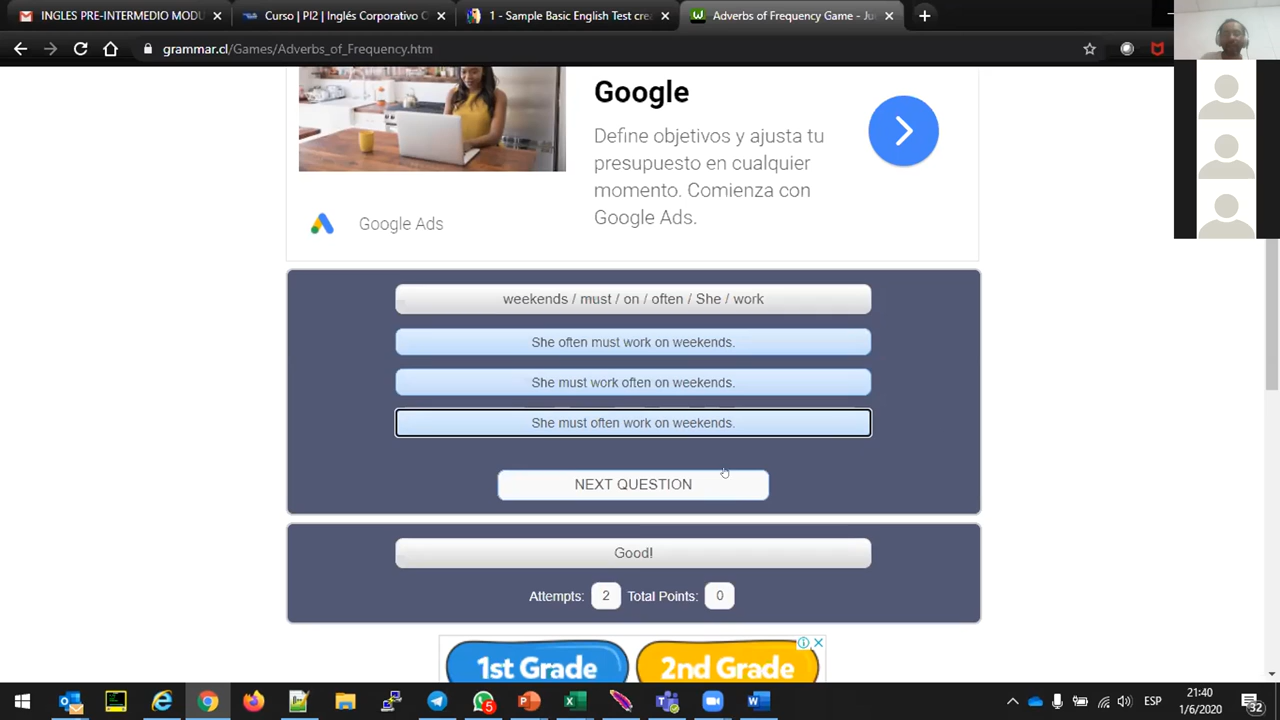 INGLES PRE-INTERMEDIO MODU
Curso | PI2 | Inglés Corporativo
1 - Sample Basic English Test cre
Adverbs of Frequency Game - Ju
grammar.cl/Games/Adverbs_of_Frequency.htm
Google
Define objetivos y ajusta tu
presupuesto en cualquier
momento. Comienza con
Google Ads.
Google Ads
weekends / must / on / often / She / work
She often must work on weekends.
She must work often on weekends.
She must often work on weekends.
NEXT QUESTION
Good!
Attempts: 2 Total Points: 0
1st Grade
2nd Grade
5
ESP
21:40
1/6/2020
32